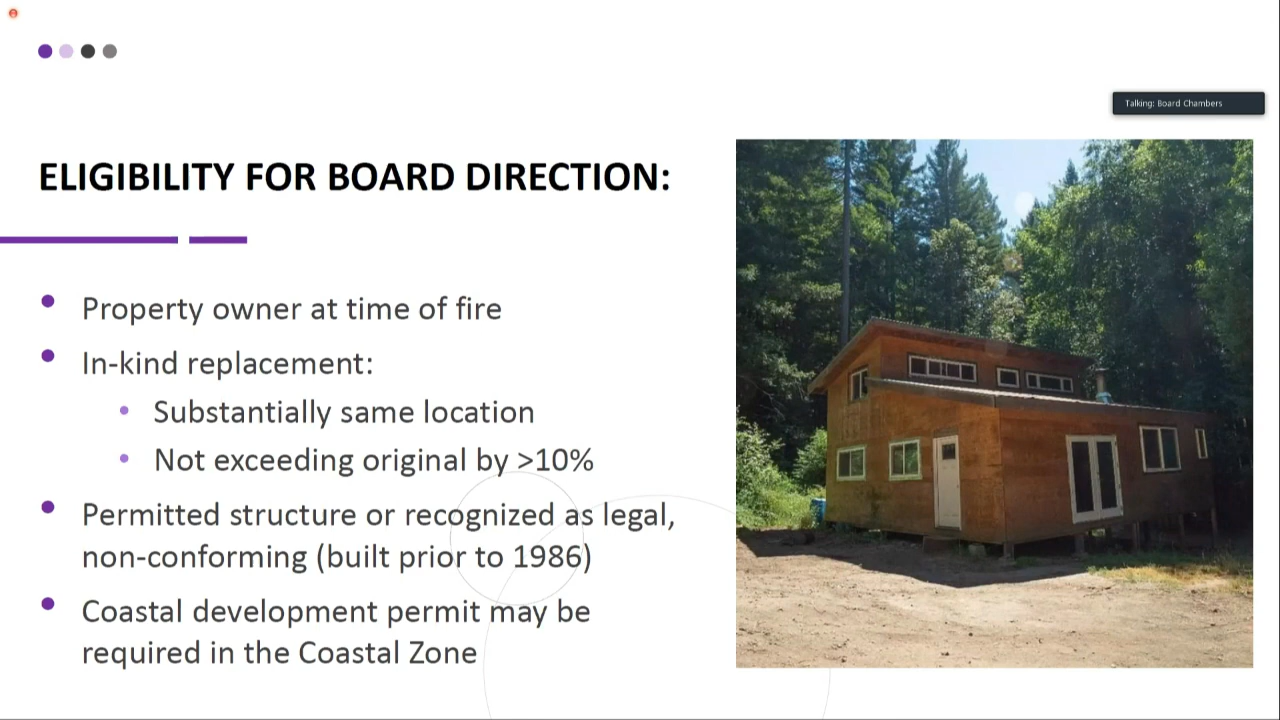 Talking: Board Chambers
ELIGIBILITY FOR BOARD DIRECTION:
• Property owner at time of fire
• In-kind replacement:
• Substantially same location
• Not exceeding original by >10%
• Permitted structure or recognized as legal,
non-conforming (built prior to 1986)
• Coastal development permit may be
required in the Coastal Zone